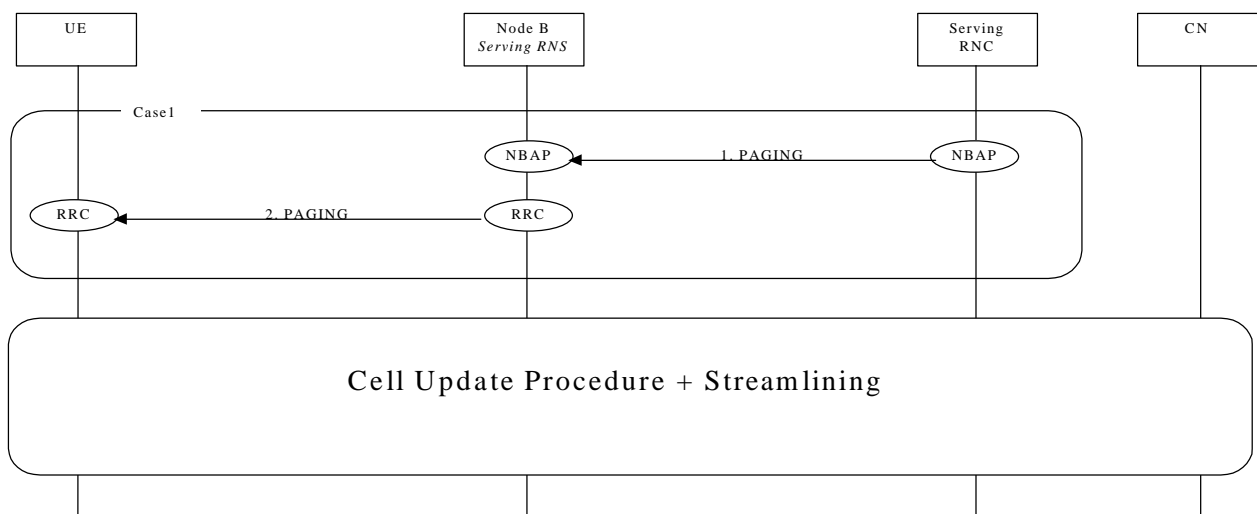 UE
Node B
Serving RNS
Serving
RNC
CN
Case1
NBAP
1. PAGING
NBAP
RRC
2. PAGING
RRC
Cell Update Procedure + Streamlining